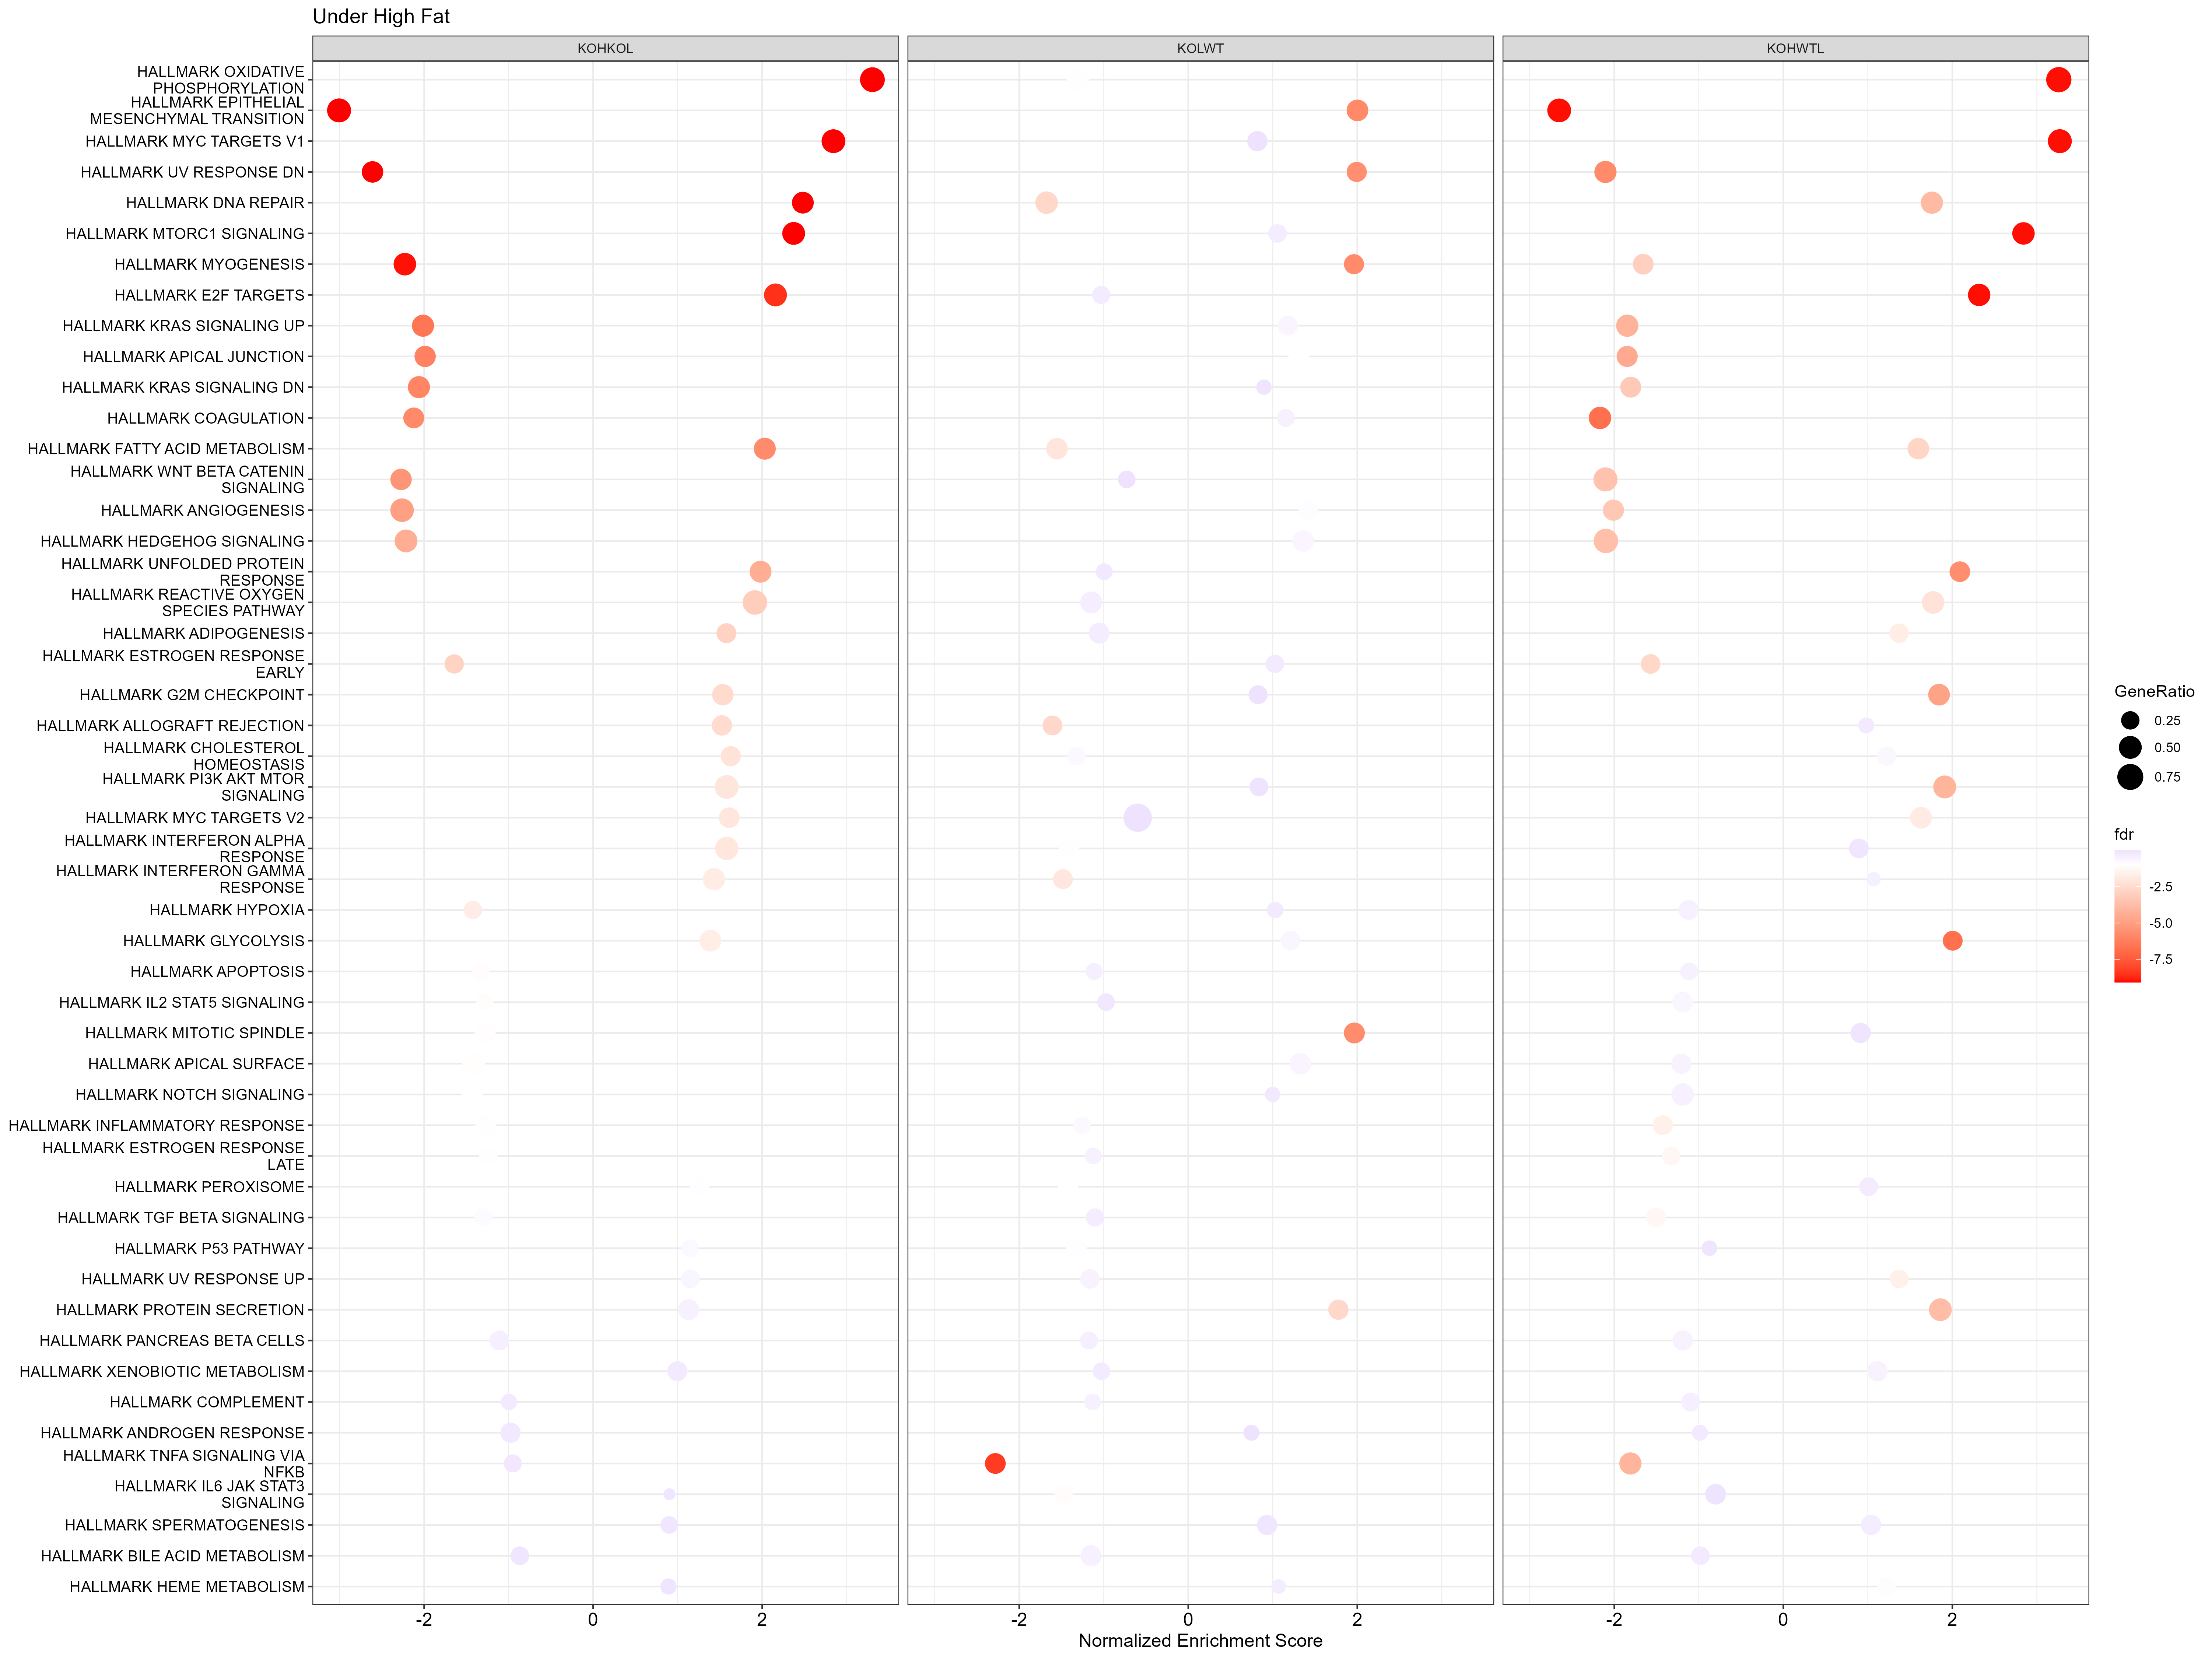 Under High Fat
KOHKOL
KOLWT
KOHWTL
HALLMARK OXIDATIVE
PHOSPHORYLATION
HALLMARK EPITHELIAL
MESENCHYMAL TRANSITION
HALLMARK MYC TARGETS V1
HALLMARK UV RESPONSE DN
HALLMARK DNA REPAIR
HALLMARK MTORC1 SIGNALING
HALLMARK MYOGENESIS
HALLMARK E2F TARGETS
HALLMARK KRAS SIGNALING UP
HALLMARK APICAL JUNCTION
HALLMARK KRAS SIGNALING DN
HALLMARK COAGULATION
HALLMARK FATTY ACID METABOLISM
HALLMARK WNT BETA CATENIN
SIGNALING
HALLMARK ANGIOGENESIS
HALLMARK HEDGEHOG SIGNALING
HALLMARK UNFOLDED PROTEIN
RESPONSE
HALLMARK REACTIVE OXYGEN
SPECIES PATHWAY
HALLMARK ADIPOGENESIS
HALLMARK ESTROGEN RESPONSE
EARLY
HALLMARK G2M CHECKPOINT
HALLMARK ALLOGRAFT REJECTION
HALLMARK CHOLESTEROL
HOMEOSTASIS
HALLMARK PI3K AKT MTOR
SIGNALING
HALLMARK MYC TARGETS V2
HALLMARK INTERFERON ALPHA
RESPONSE
HALLMARK INTERFERON GAMMA
RESPONSE
HALLMARK HYPOXIA
HALLMARK GLYCOLYSIS
HALLMARK APOPTOSIS
HALLMARK IL2 STAT5 SIGNALING
HALLMARK MITOTIC SPINDLE
HALLMARK APICAL SURFACE
HALLMARK NOTCH SIGNALING
HALLMARK INFLAMMATORY RESPONSE
HALLMARK ESTROGEN RESPONSE
LATE
HALLMARK PEROXISOME
HALLMARK TGF BETA SIGNALING
HALLMARK P53 PATHWAY
HALLMARK UV RESPONSE UP
HALLMARK PROTEIN SECRETION
HALLMARK PANCREAS BETA CELLS
HALLMARK XENOBIOTIC METABOLISM
HALLMARK COMPLEMENT
HALLMARK ANDROGEN RESPONSE
HALLMARK TNFA SIGNALING VIA
NFKB
HALLMARK IL6 JAK STAT3
SIGNALING
HALLMARK SPERMATOGENESIS
HALLMARK BILE ACID METABOLISM
HALLMARK HEME METABOLISM
-2 0 2
-2 0 2
-2 0 2
Normalized Enrichment Score
GeneRatio
0.25
0.50
0.75
fdr
-2.5
-5.0
-7.5